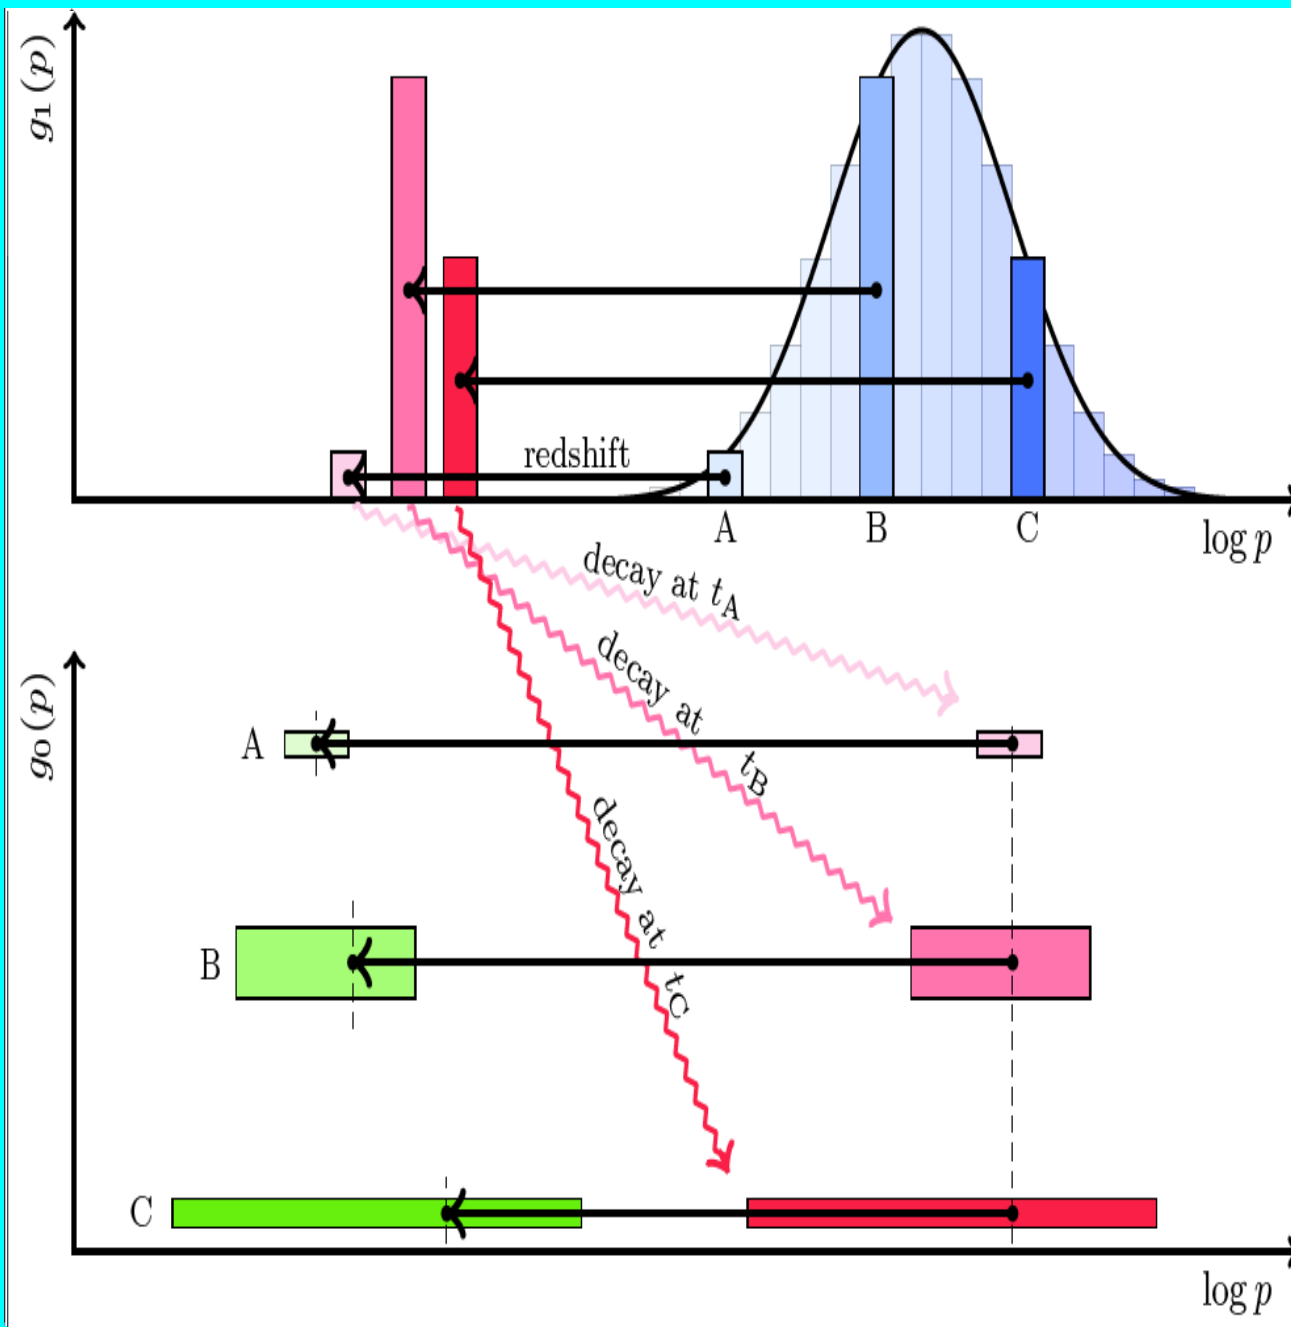 g₁(p)
redshift
A B C
log p
decay at t_A
decay at t_B
decay at t_C
g₀(p)
A
B
C
log p